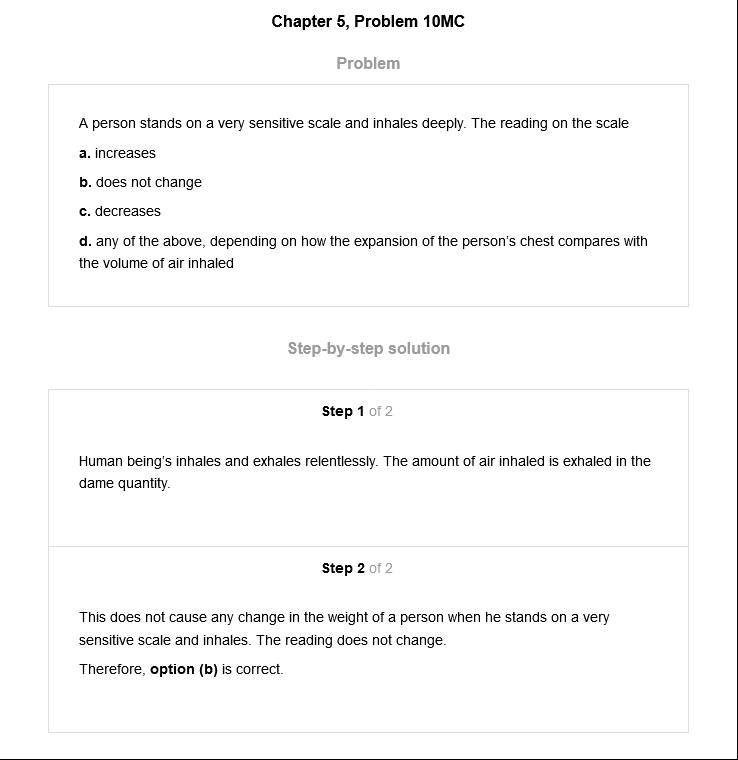 Chapter 5, Problem 10MC
Problem
A person stands on a very sensitive scale and inhales deeply. The reading on the scale
a. increases
b. does not change
c. decreases
d. any of the above, depending on how the expansion of the person’s chest compares with
the volume of air inhaled
Step-by-step solution
Step 1 of 2
Human being’s inhales and exhales relentlessly. The amount of air inhaled is exhaled in the
dame quantity.
Step 2 of 2
This does not cause any change in the weight of a person when he stands on a very
sensitive scale and inhales. The reading does not change.
Therefore, option (b) is correct.